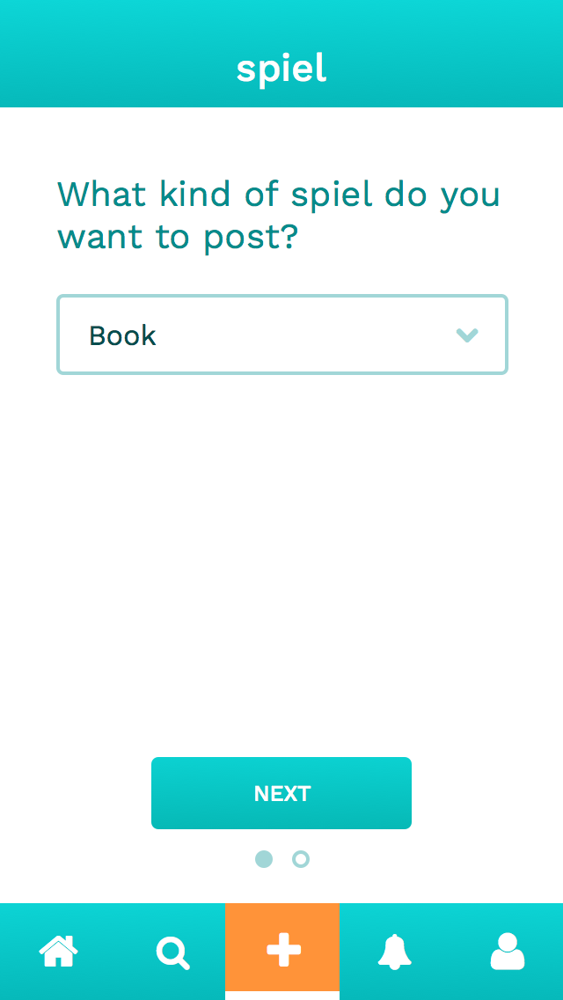 spiel
What kind of spiel do you
want to post?
Book
NEXT